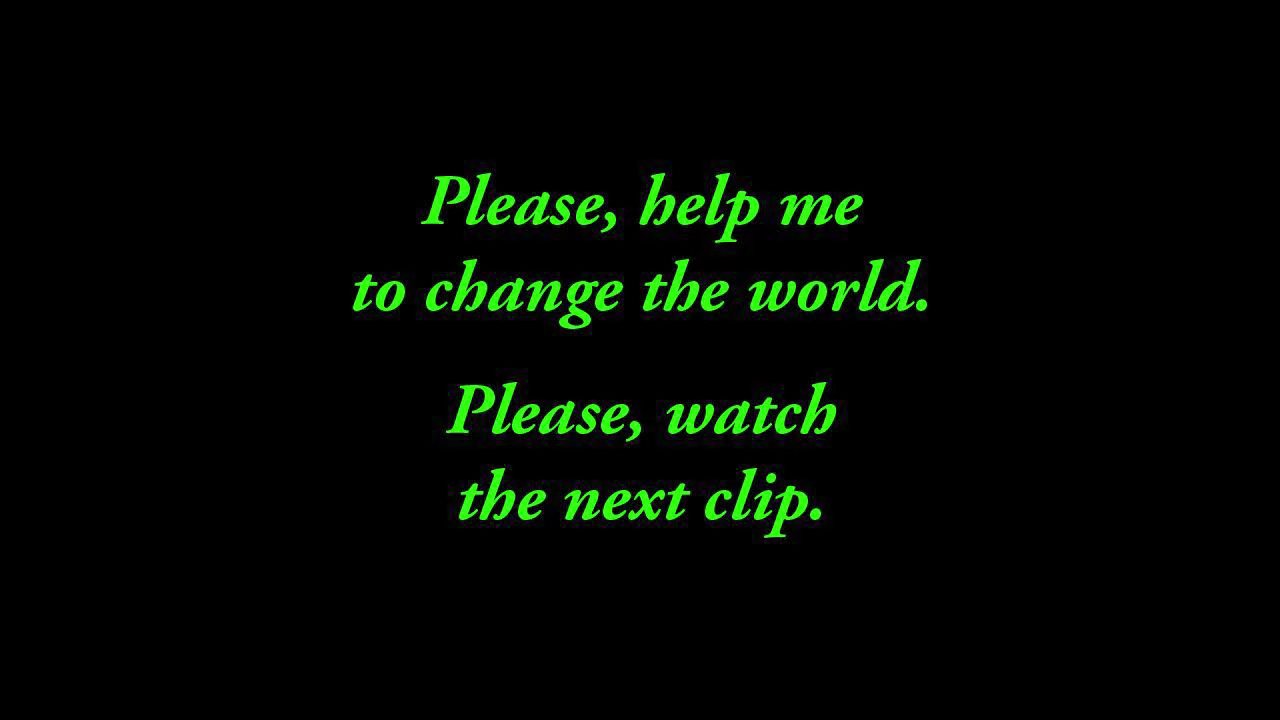 Please, help me
to change the world.
Please, watch
the next clip.